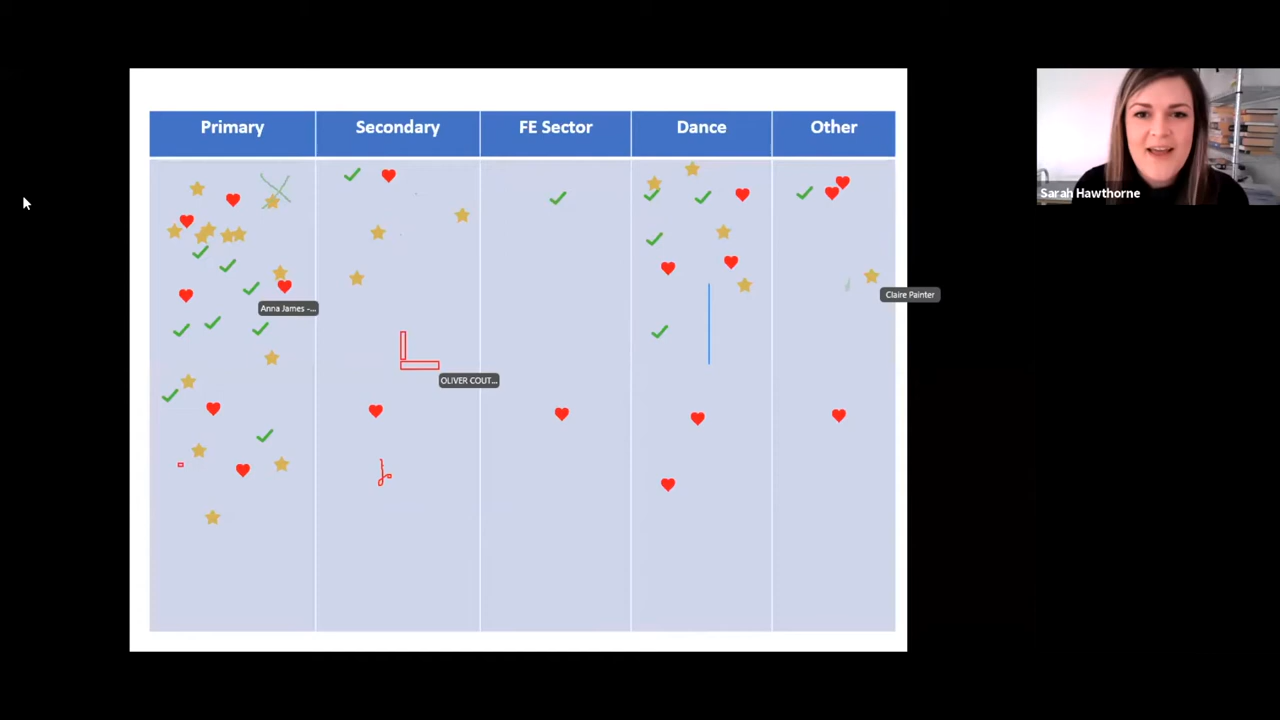 Primary
Secondary
FE Sector
Dance
Other
Sarah Hawthorne
Claire Painter
Anna James -...
OLIVER COUT...